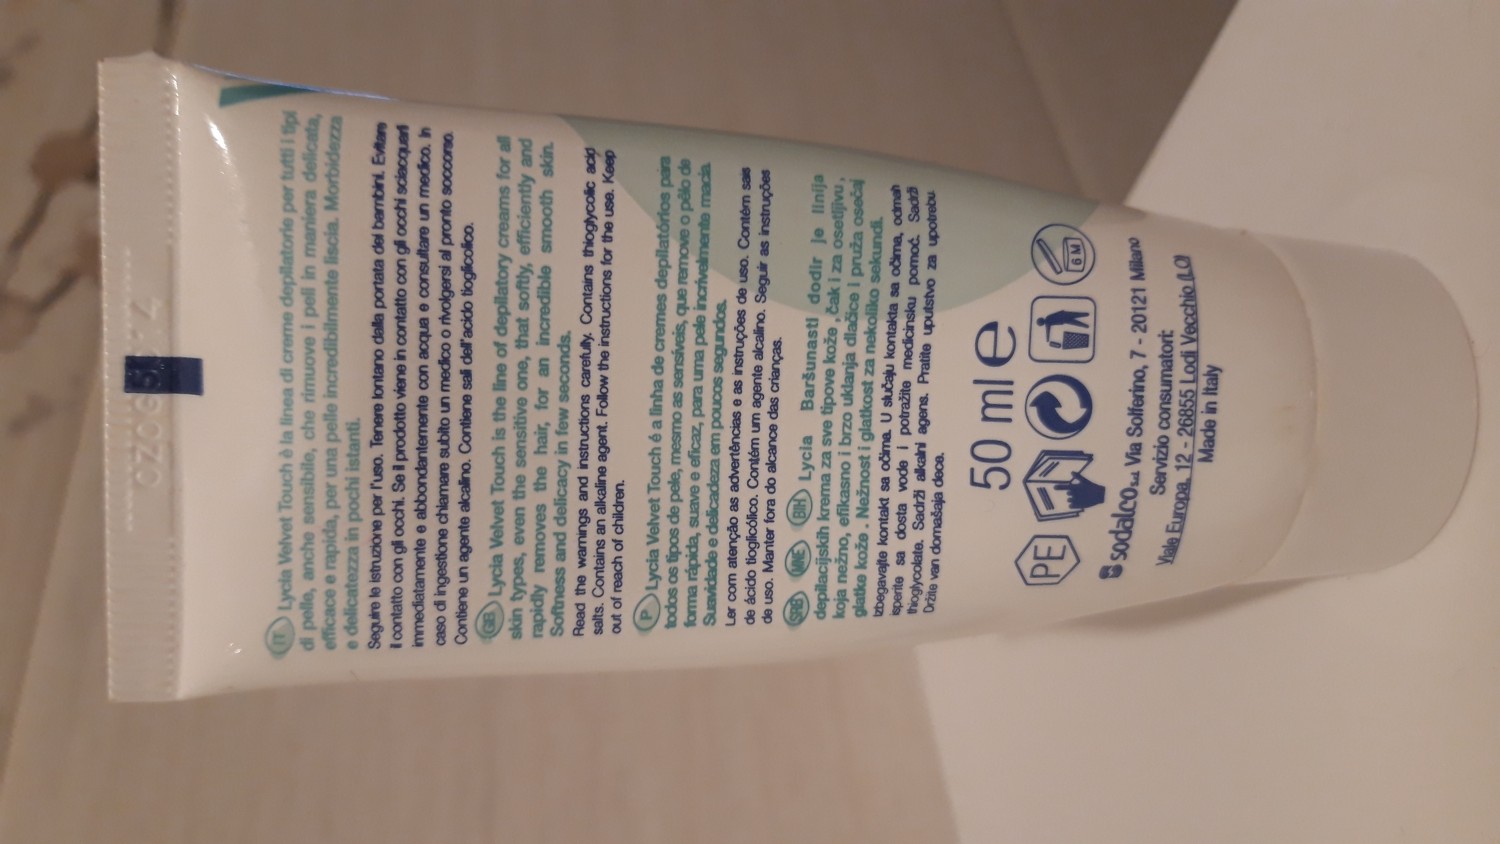 IT Lycia Velvet Touch è la linea di creme depilatorie per tutti i tipi
di pelle, anche sensibile, che rimuove i peli in maniera delicata,
efficace e rapida, per una pelle incredibilmente liscia. Morbidezza
e delicatezza in pochi istanti.
Seguire le istruzione per l'uso. Tenere lontano dalla portata dei bambini. Evitare
il contatto con gli occhi. Se il prodotto viene in contatto con gli occhi sciacquarli
immediatamente e abbondantemente con acqua e consultare un medico. In
caso di ingestione chiamare subito un medico o rivolgersi al pronto soccorso.
Contiene un agente alcalino. Contiene sali dell'acido tioglicolico.
GB Lycia Velvet Touch is the line of depilatory creams for all
skin types, even the sensitive one, that softly, efficiently and
rapidly removes the hair, for an incredible smooth skin.
Softness and delicacy in few seconds.
Read the warnings and instructions carefully. Contains thioglycolic acid
salts. Contains an alkaline agent. Follow the instructions for the use. Keep
out of reach of children.
P Lycia Velvet Touch é a linha de cremes depilatórios para
todos os tipos de pele, mesmo as sensíveis, que remove o pêlo de
forma rápida, suave e eficaz, para uma pele incrivelmente macia.
Suavidade e delicadeza em poucos segundos.
Ler com atenção as advertências e as instruções de uso. Contém sais
de ácido tioglicólico. Contém um agente alcalino. Seguir as instruções
de uso. Manter fora do alcance das crianças.
SRB MNE BIH Lycia Baršunasti dodir je linija
depilacijskih krema za sve tipove kože, čak i za osetljivu,
koja nežno, efikasno i brzo uklanja dlačice i pruža osećaj
glatke kože. Nežnost i glatkost za nekoliko sekundi.
Izbegavajte kontakt sa očima. U slučaju kontakta sa očima, odmah
isperite sa dosta vode i potražite medicinsku pomoć. Sadrži
thioglycolate. Sadrži alkalni agens. Pratite uputstvo za upotrebu.
Držite van domašaja dece.
50 ml e
PE 6 M
sodalco s.r.l. Via Solferino, 7 - 20121 Milano
Servizio consumatori:
Viale Europa, 12 - 26855 Lodi Vecchio (LO)
Made in Italy